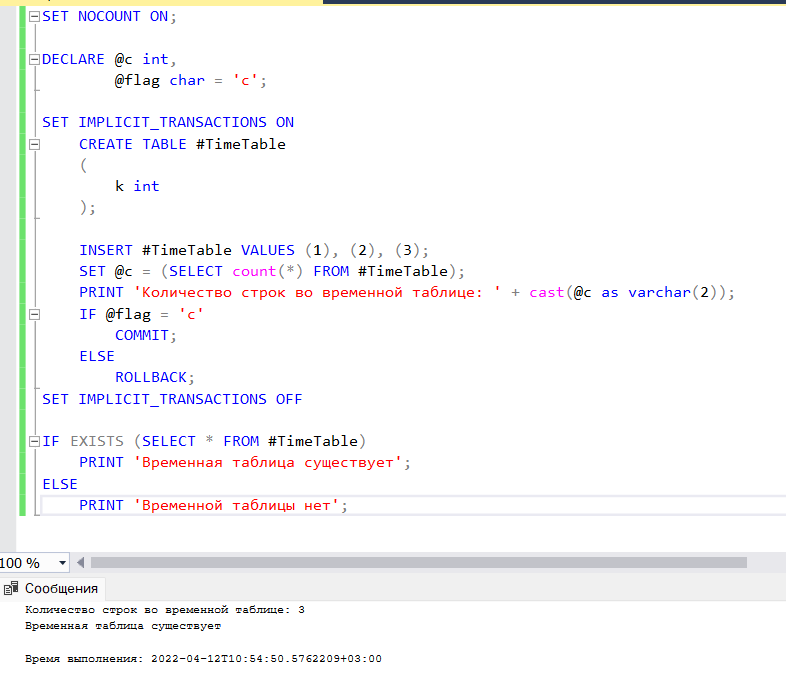 SET NOCOUNT ON;
DECLARE @c int,
@flag char = 'c';
SET IMPLICIT_TRANSACTIONS ON
CREATE TABLE #TimeTable
(
k int
);
INSERT #TimeTable VALUES (1), (2), (3);
SET @c = (SELECT count(*) FROM #TimeTable);
PRINT 'Количество строк во временной таблице: ' + cast(@c as varchar(2));
IF @flag = 'c'
COMMIT;
ELSE
ROLLBACK;
SET IMPLICIT_TRANSACTIONS OFF
IF EXISTS (SELECT * FROM #TimeTable)
PRINT 'Временная таблица существует';
ELSE
PRINT 'Временной таблицы нет';
100 %
Сообщения
Количество строк во временной таблице: 3
Временная таблица существует
Время выполнения: 2022-04-12T10:54:50.5762209+03:00